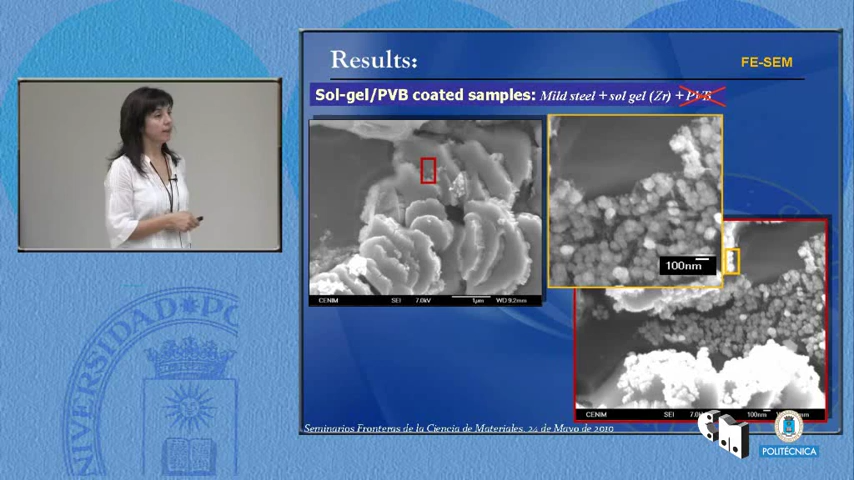 Results:
FE-SEM
Sol-gel/PVB coated samples: Mild steel + sol gel (Zr) + PVB
100nm
CENIM SEI 7.0kV 1µm WD 9.2mm
CENIM SEI 100nm
Seminarios Fronteras de la Ciencia de Materiales, 24 de Mayo de 2010
POLITÉCNICA